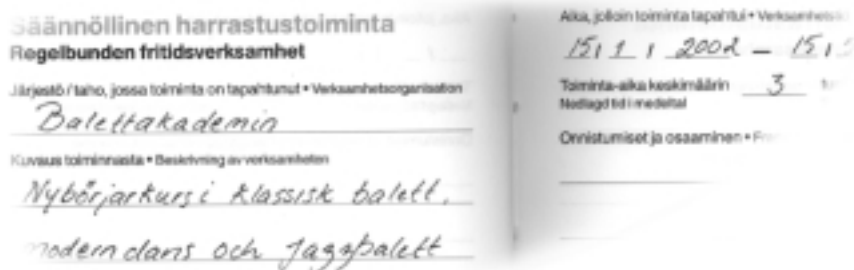 Säännöllinen harrastustoiminta
Regelbunden fritidsverksamhet
Järjestö / taho, jossa toiminta on tapahtunut • Verksamhetsorganisation
Balettakademin
Kuvaus toiminnasta • Beskrivning av verksamheten
Nybörjarkurs i klassisk balett,
modern dans och jazzbalett
Aika, jolloin toiminta tapahtui •
15, 1, 2002 – 15,
Toiminta-aika keskimäärin 3
Nedlagd tid i medeltal
Onnistumiset ja osaaminen •